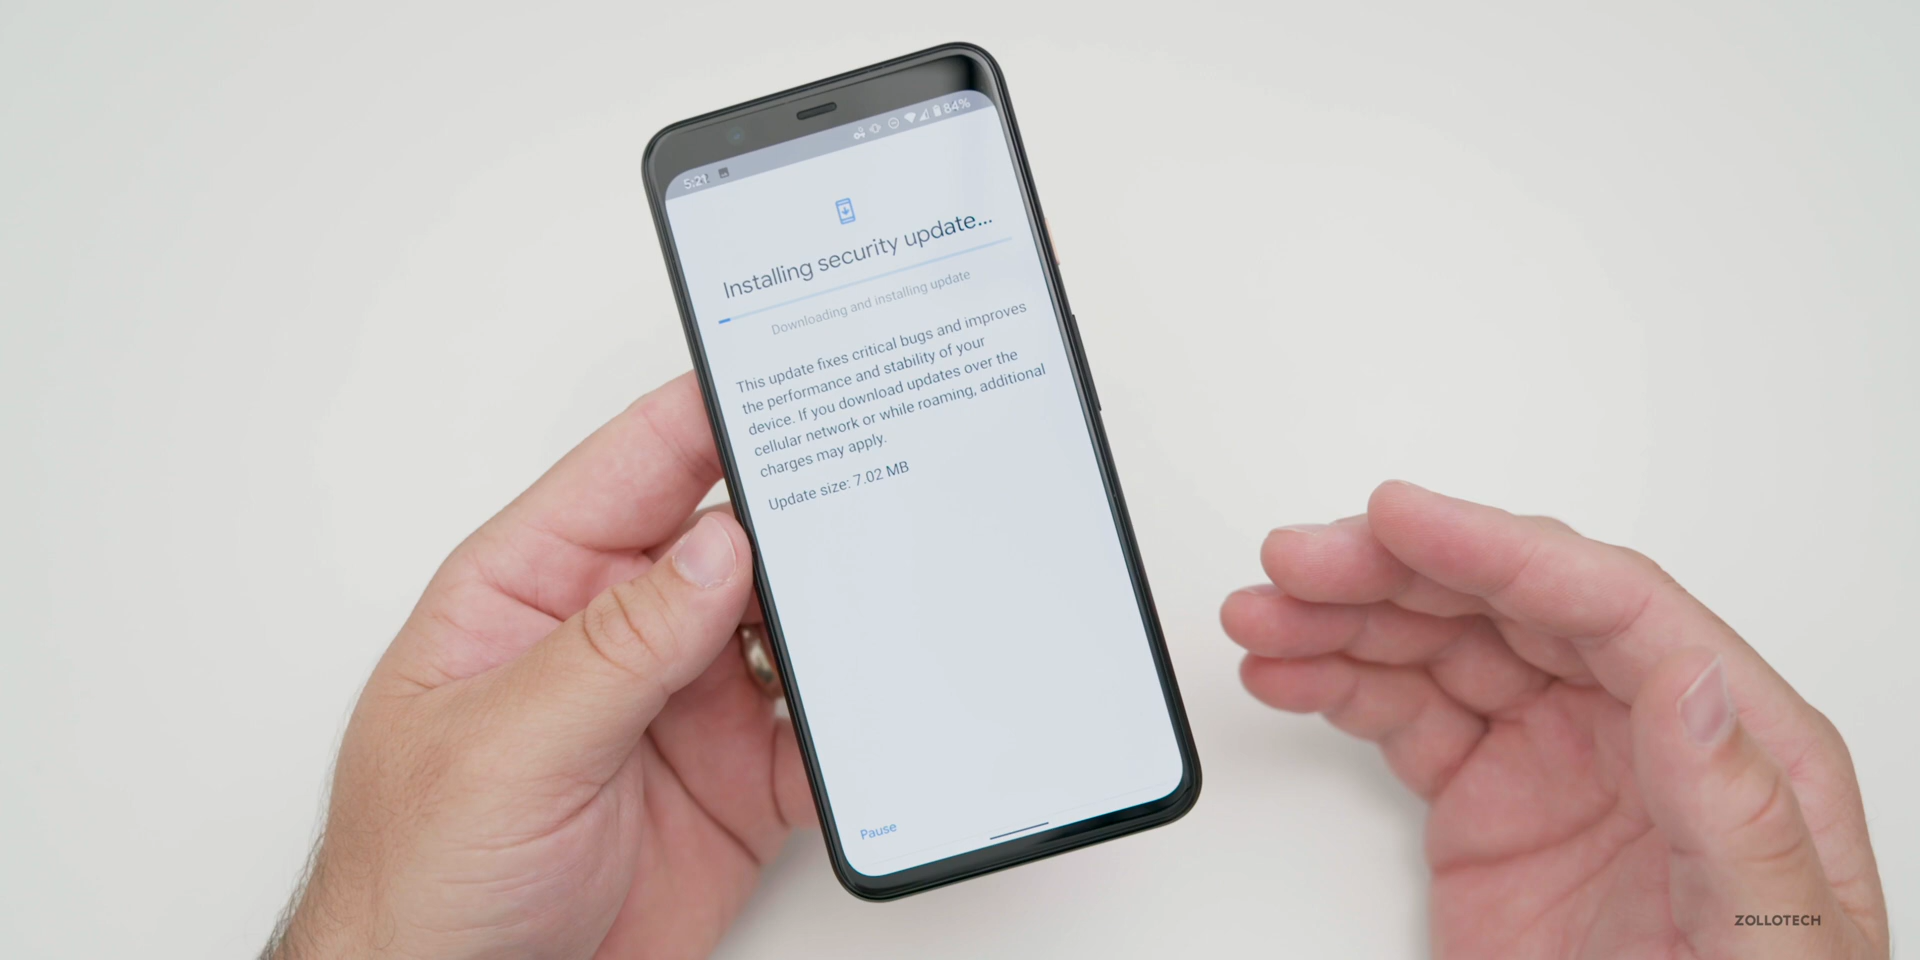 5:21
84%
Installing security update...
Downloading and installing update
This update fixes critical bugs and improves
the performance and stability of your
device. If you download updates over the
cellular network or while roaming, additional
charges may apply.
Update size: 7.02 MB
Pause
ZOLLOTECH